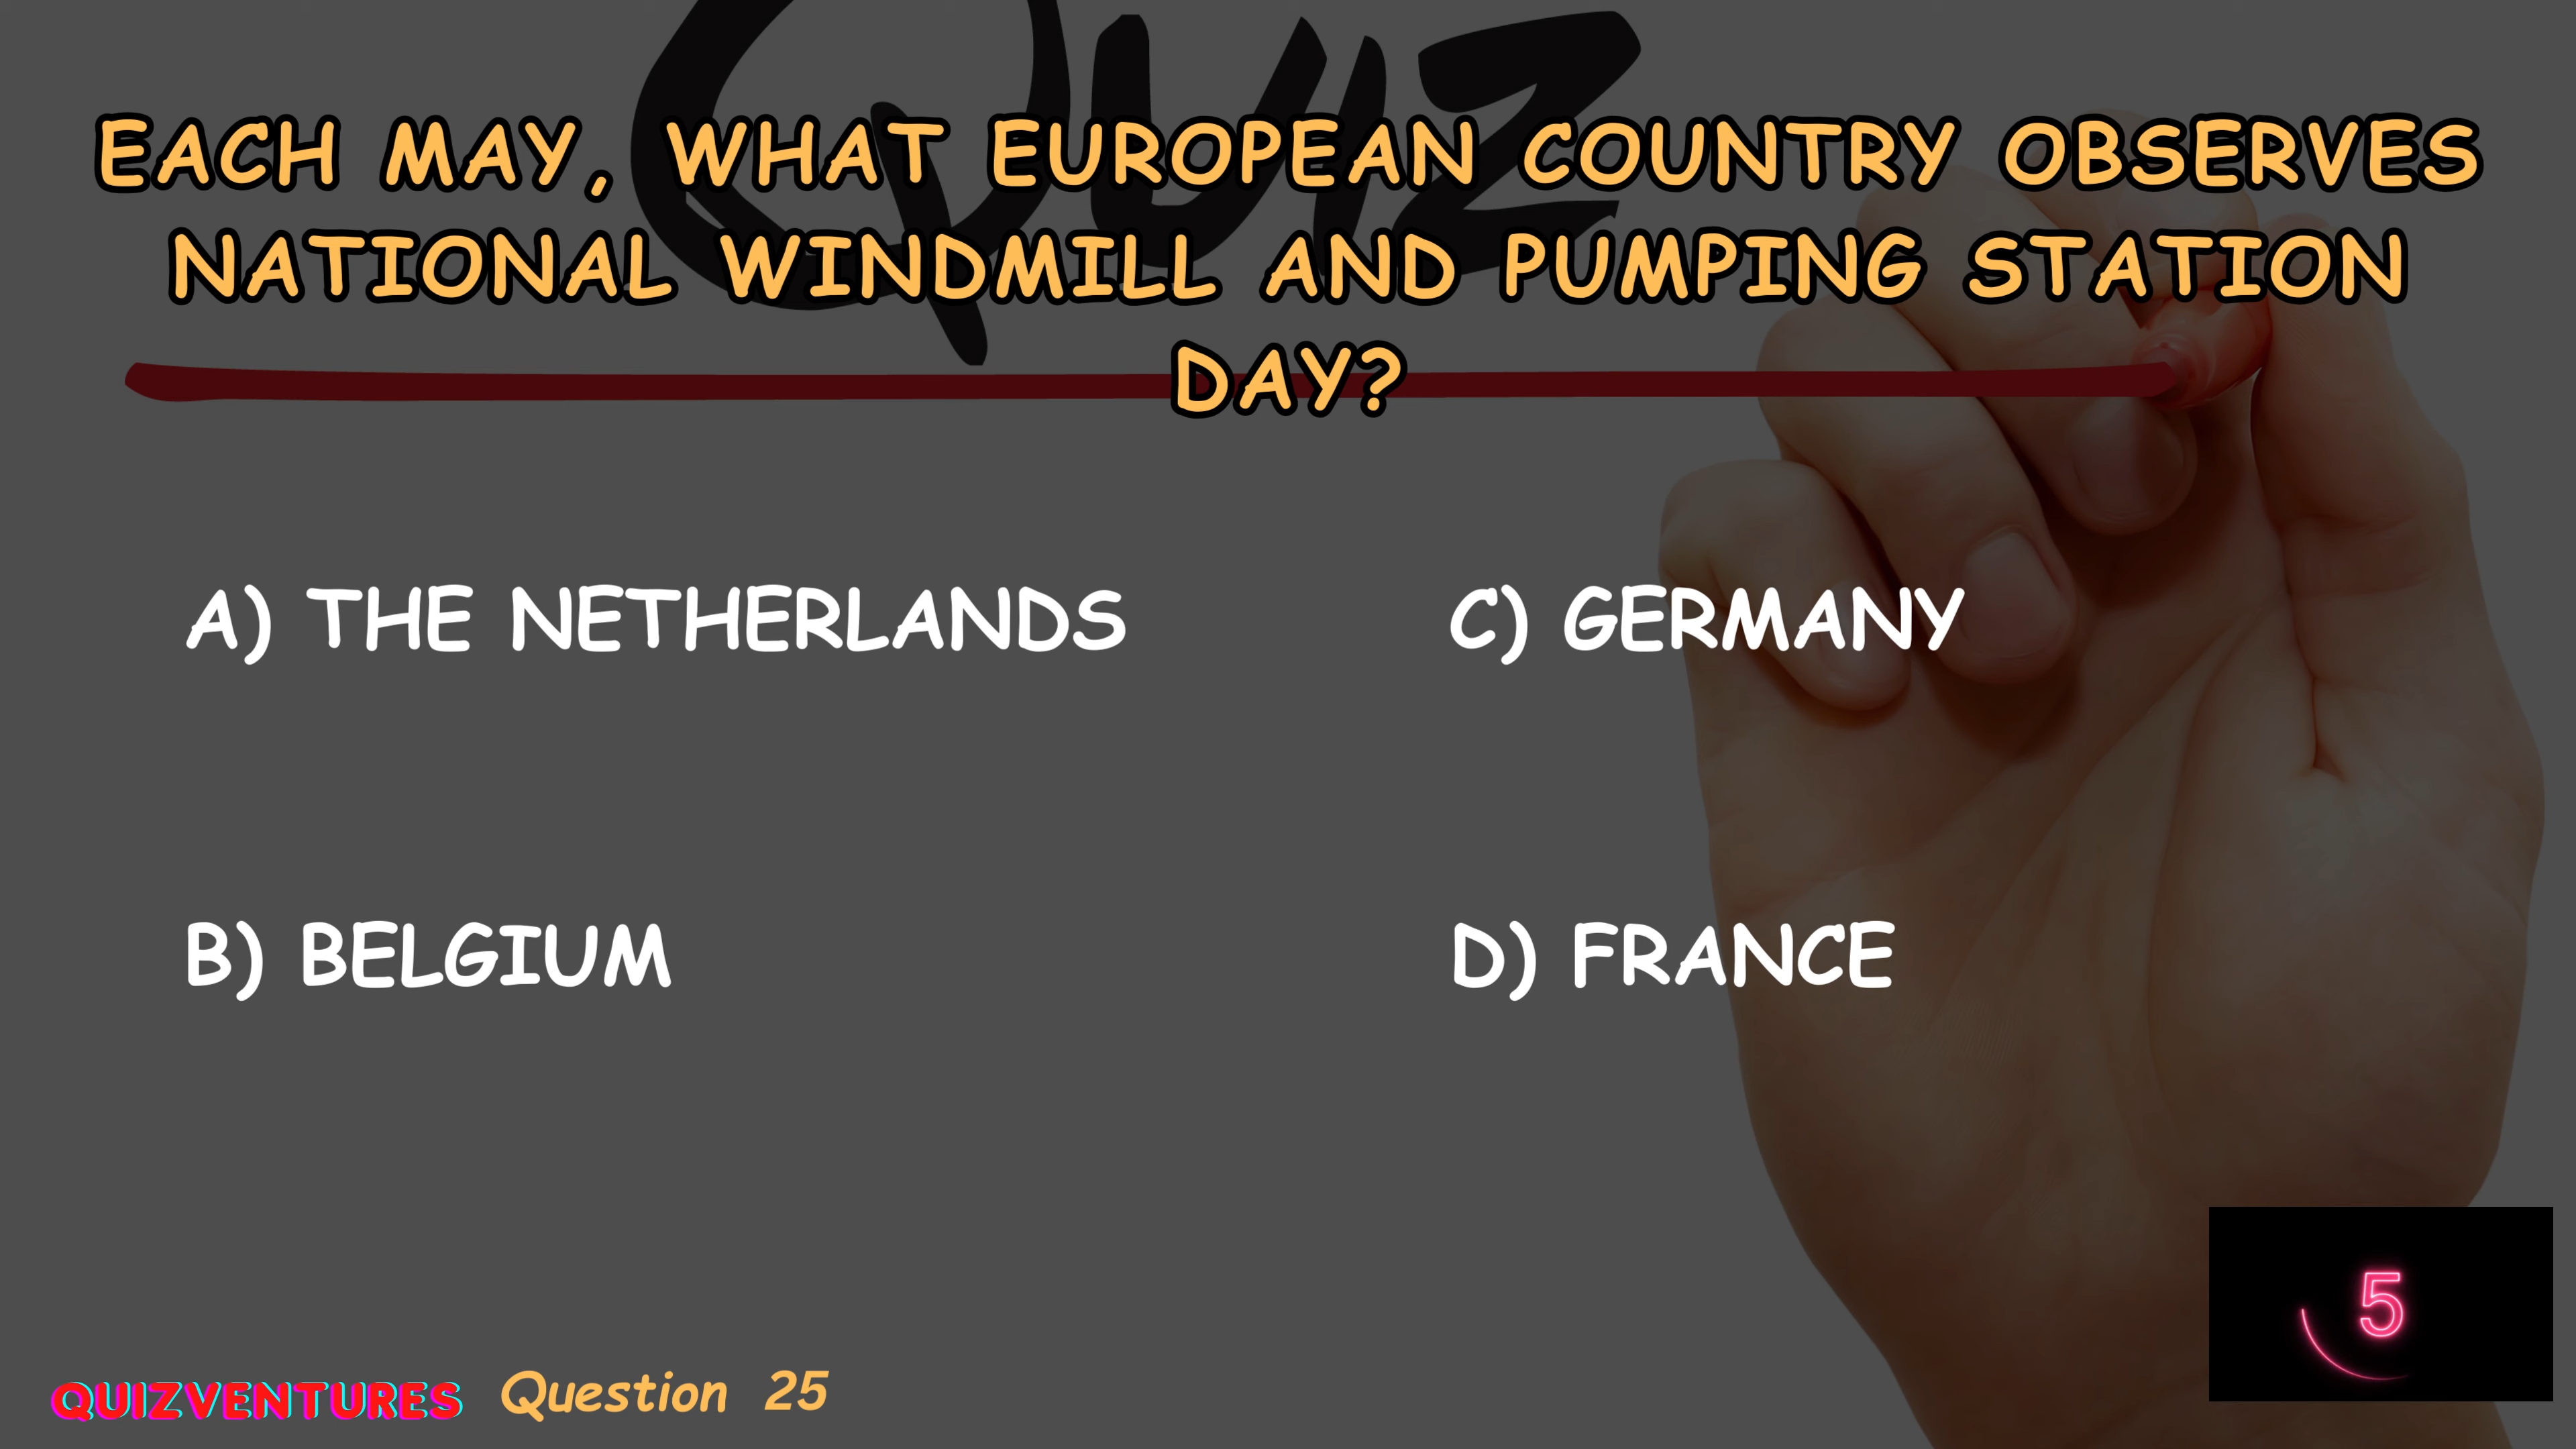 QUIZ
EACH MAY, WHAT EUROPEAN COUNTRY OBSERVES
NATIONAL WINDMILL AND PUMPING STATION
DAY?
A) THE NETHERLANDS
C) GERMANY
B) BELGIUM
D) FRANCE
5
QUIZVENTURES Question 25